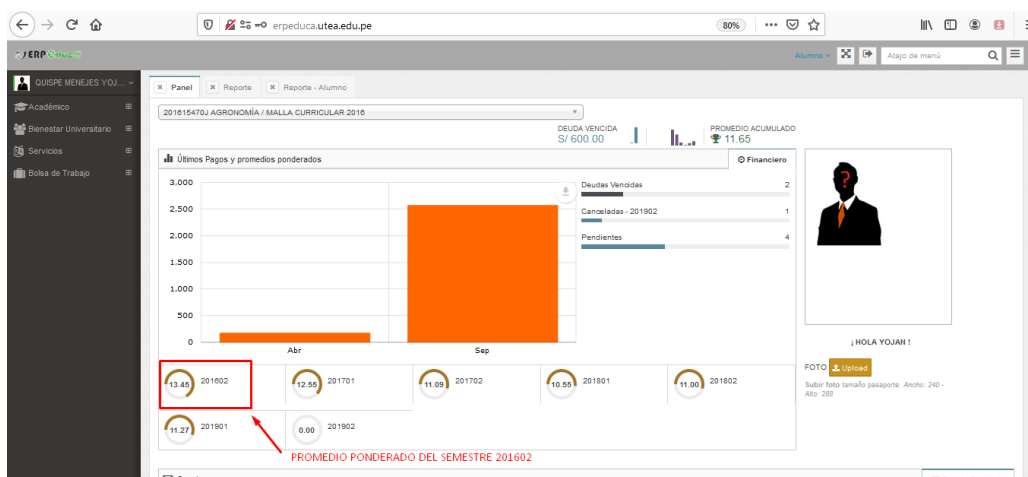 80%
erpeduca.utea.edu.pe
ERP
Alumno
Atajo de menú
QUISPE MENEJES YOJ...
Panel
Reporte
Reporte - Alumno
Académico
Bienestar Universitario
Servicios
Bolsa de Trabajo
201615470J AGRONOMÍA / MALLA CURRICULAR 2016
DEUDA VENCIDA
S/ 600.00
PROMEDIO ACUMULADO
11.65
Últimos Pagos y promedios ponderados
Financiero
3,000
2,500
2,000
1,500
1,000
500
0
Abr
Sep
Deudas Vencidas 2
Canceladas - 201902 1
Pendientes 4
?
¡ HOLA YOJAN !
FOTO Upload
Subir foto tamaño pasaporte. Ancho: 240 -
Alto: 288
13.45 201602
12.55 201701
11.09 201702
10.55 201801
11.00 201802
11.27 201901
0.00 201902
PROMEDIO PONDERADO DEL SEMESTRE 201602